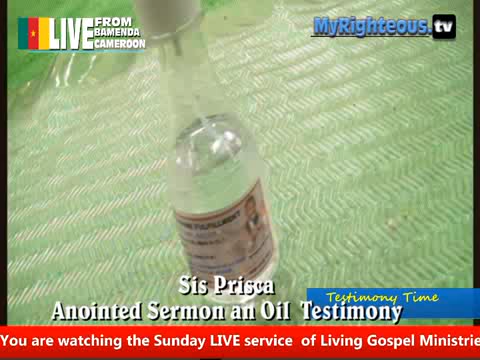 LIVE FROM
BAMENDA
CAMEROON
MyRighteous.tv
FULFILLMENT
Sis Prisca
Anointed Sermon an Oil Testimony
Testimony Time
You are watching the Sunday LIVE service of Living Gospel Ministrie